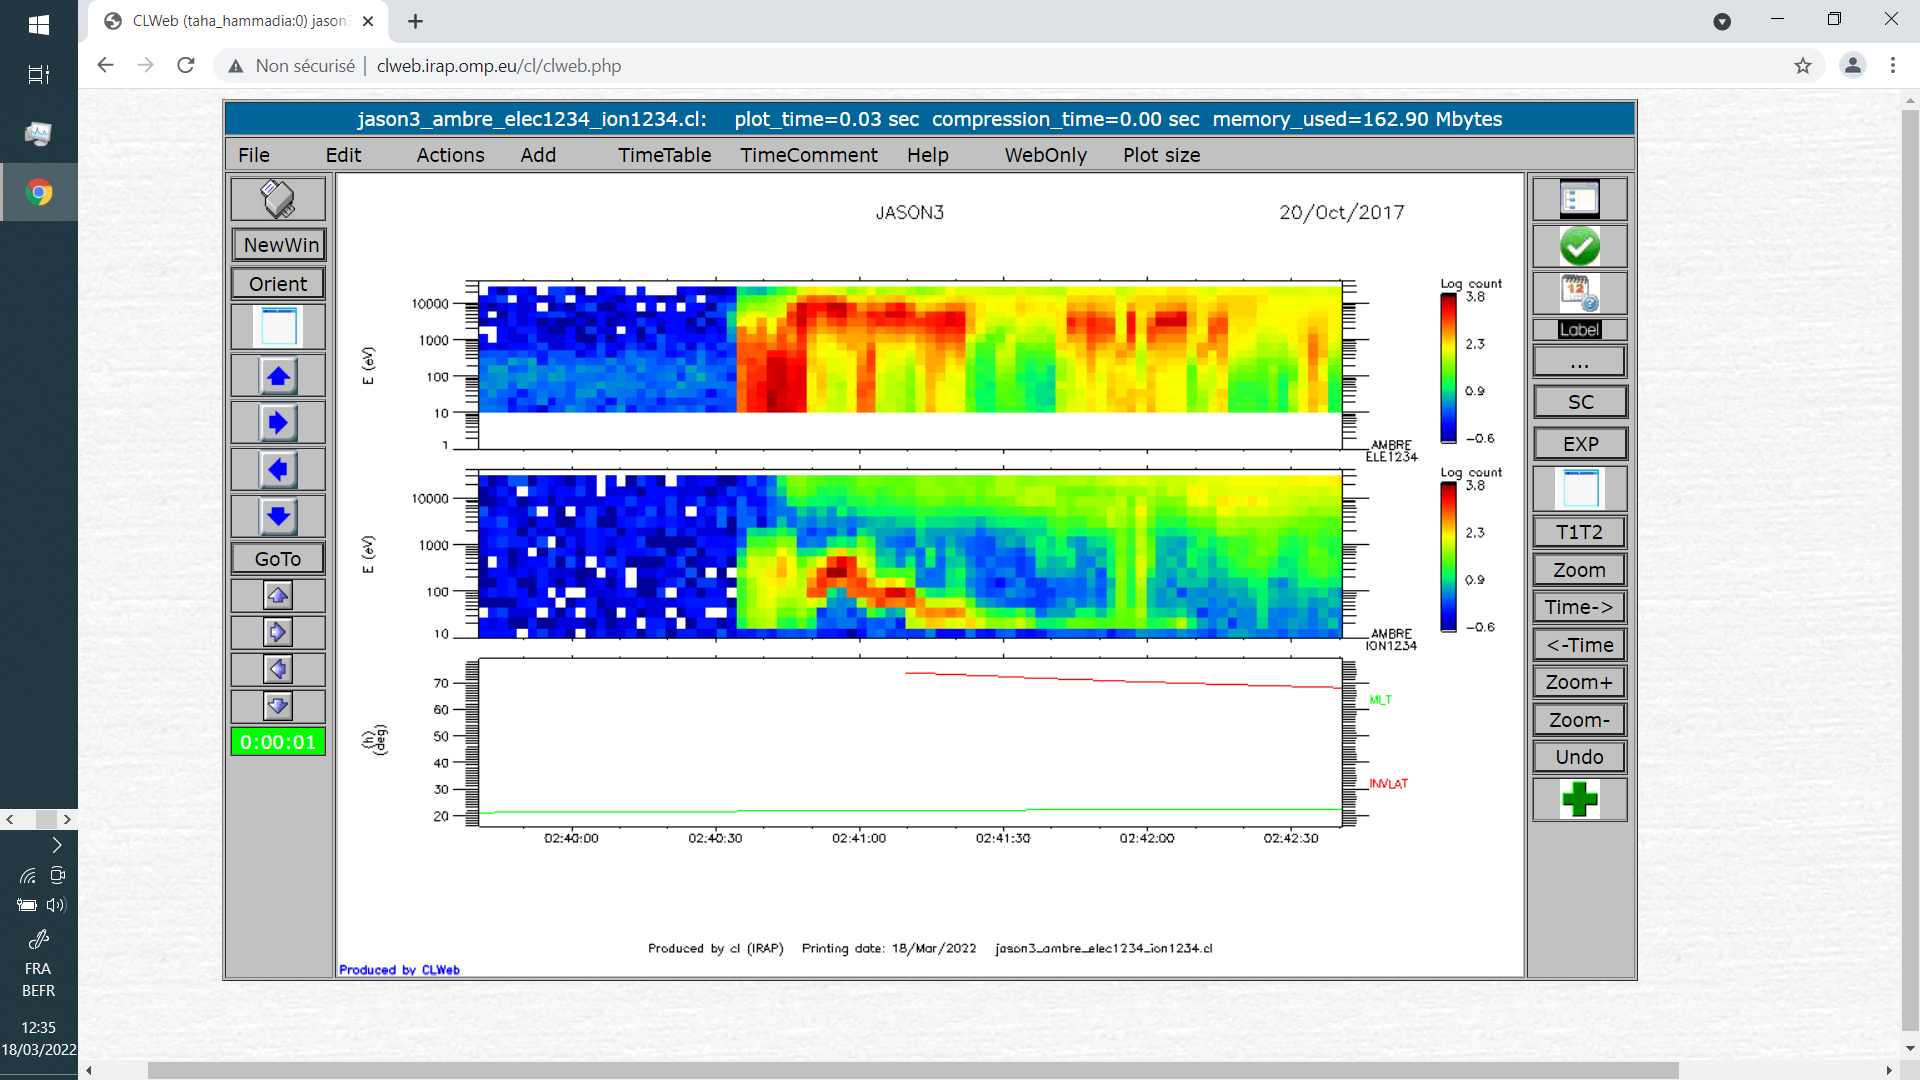 CLWeb (taha_hammadia:0) jason
Non sécurisé | clweb.irap.omp.eu/cl/clweb.php
jason3_ambre_elec1234_ion1234.cl: plot_time=0.03 sec compression_time=0.00 sec memory_used=162.90 Mbytes
File Edit Actions Add TimeTable TimeComment Help WebOnly Plot size
NewWin
Orient
GoTo
0:00:01
JASON3 20/Oct/2017
10000
1000
100
10
1
E (eV)
AMBRE
ELE1234
Log count
3.8
2.3
0.9
-0.6
10000
1000
100
10
E (eV)
AMBRE
ION1234
Log count
3.8
2.3
0.9
-0.6
70
60
50
40
30
20
(h)
(deg)
MLT
INVLAT
02:40:00 02:40:30 02:41:00 02:41:30 02:42:00 02:42:30
Produced by cl (IRAP) Printing date: 18/Mar/2022 jason3_ambre_elec1234_ion1234.cl
Produced by CLWeb
12
Label
...
SC
EXP
T1T2
Zoom
Time->
<-Time
Zoom+
Zoom-
Undo
FRA
BEFR
12:35
18/03/2022